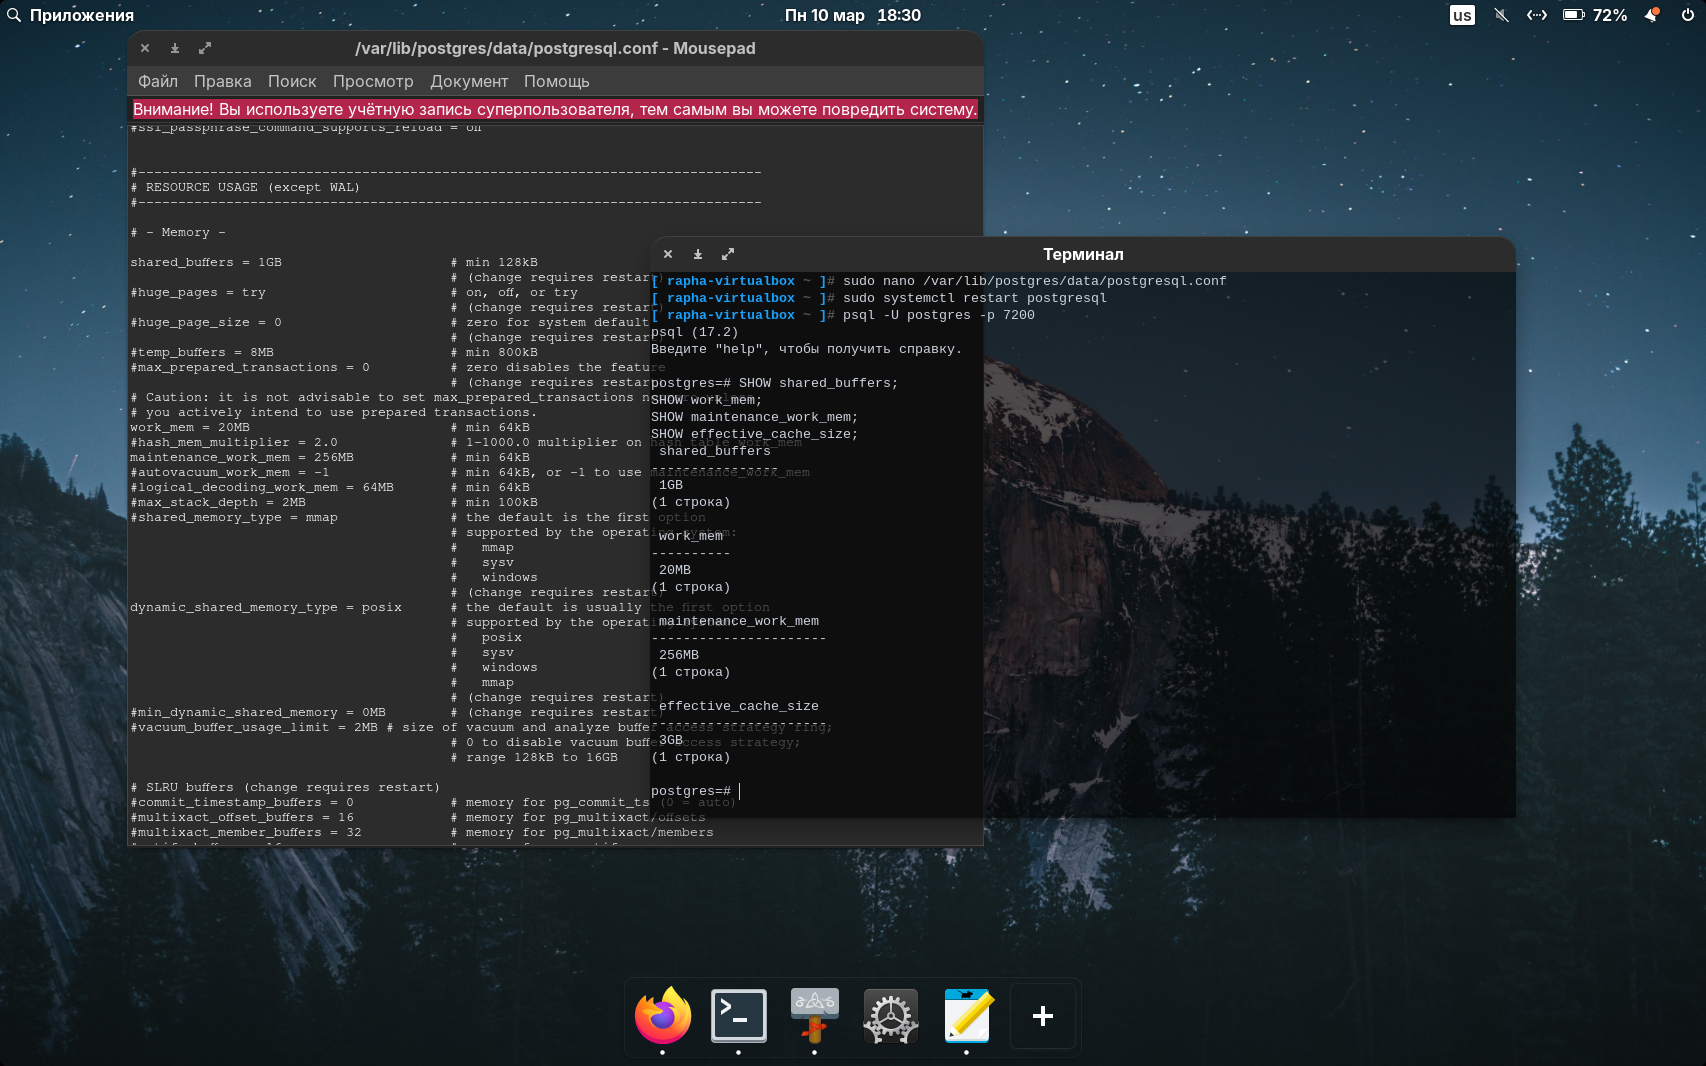 Приложения
Пн 10 мар 18:30
us
72%
/var/lib/postgres/data/postgresql.conf - Mousepad
Файл Правка Поиск Просмотр Документ Помощь
Внимание! Вы используете учётную запись суперпользователя, тем самым вы можете повредить систему.
#ssl_passphrase_command_supports_reload = off
#------------------------------------------------------------------------------
# RESOURCE USAGE (except WAL)
#------------------------------------------------------------------------------
# - Memory -
shared_buffers = 1GB # min 128kB
# (change requires restart)
#huge_pages = try # on, off, or try
# (change requires restart)
#huge_page_size = 0 # zero for system default
# (change requires restart)
#temp_buffers = 8MB # min 800kB
#max_prepared_transactions = 0 # zero disables the feature
# (change requires restart)
# Caution: it is not advisable to set max_prepared_transactions
# you actively intend to use prepared transactions.
work_mem = 20MB # min 64kB
#hash_mem_multiplier = 2.0 # 1-1000.0 multiplier on hash table work_mem
maintenance_work_mem = 256MB # min 64kB
#autovacuum_work_mem = -1 # min 64kB, or -1 to use maintenance_work_mem
#logical_decoding_work_mem = 64MB # min 64kB
#max_stack_depth = 2MB # min 100kB
#shared_memory_type = mmap # the default is the first option
# supported by the operating system:
# mmap
# sysv
# windows
# (change requires restart)
dynamic_shared_memory_type = posix # the default is usually the first option
# supported by the operating system:
# posix
# sysv
# windows
# mmap
# (change requires restart)
#min_dynamic_shared_memory = 0MB # (change requires restart)
#vacuum_buffer_usage_limit = 2MB # size of vacuum and analyze buffer access strategy ring;
# 0 to disable vacuum buffer access strategy;
# range 128kB to 16GB
# SLRU buffers (change requires restart)
#commit_timestamp_buffers = 0 # memory for pg_commit_ts (0 = auto)
#multixact_offset_buffers = 16 # memory for pg_multixact/offsets
#multixact_member_buffers = 32 # memory for pg_multixact/members
Терминал
[ rapha-virtualbox ~ ]# sudo nano /var/lib/postgres/data/postgresql.conf
[ rapha-virtualbox ~ ]# sudo systemctl restart postgresql
[ rapha-virtualbox ~ ]# psql -U postgres -p 7200
psql (17.2)
Введите "help", чтобы получить справку.
postgres=# SHOW shared_buffers;
SHOW work_mem;
SHOW maintenance_work_mem;
SHOW effective_cache_size;
shared_buffers
----------------
1GB
(1 строка)
work_mem
----------
20MB
(1 строка)
maintenance_work_mem
----------------------
256MB
(1 строка)
effective_cache_size
----------------------
3GB
(1 строка)
postgres=#